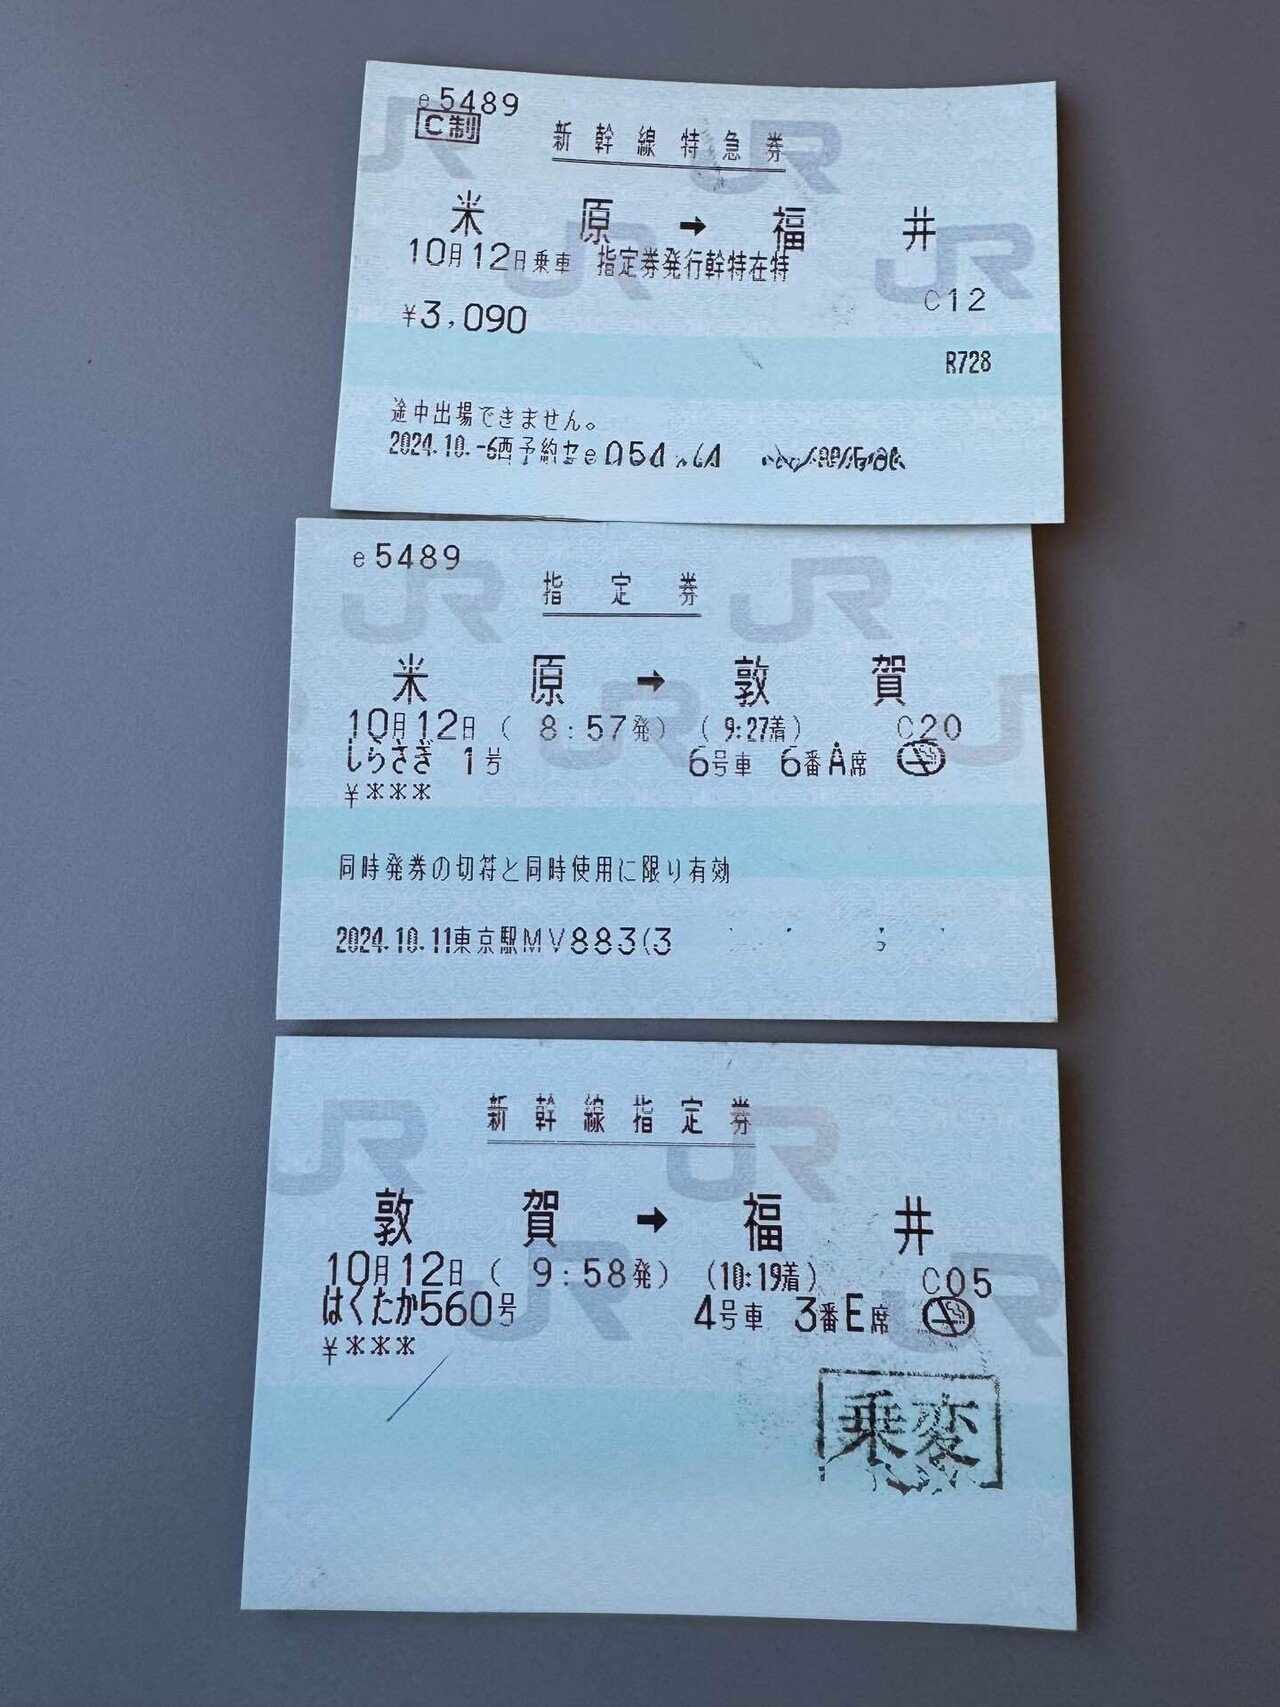 e5489
C制
新幹線特急券
米原→福井
10月12日乗車 指定券発行幹特在特
C12
¥3,090
R728
途中出場できません。
2024.10.-6西予約セe
e5489
指定券
米原→敦賀
10月12日( 8:57発) ( 9:27着) C20
しらさぎ 1号 6号車 6番A席
¥***
同時発券の切符と同時使用に限り有効
2024.10.11東京駅MV883(3
新幹線指定券
敦賀→福井
10月12日( 9:58発) (10:19着) C05
はくたか560号 4号車 3番E席
¥***
乗変
JR